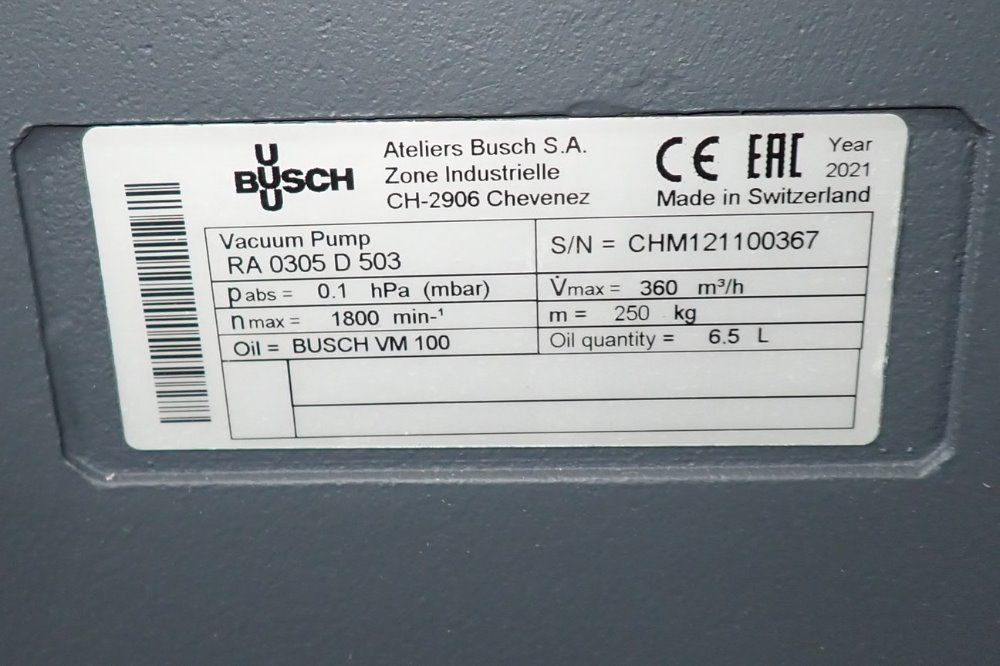 BUSCH
Ateliers Busch S.A.
Zone Industrielle
CH-2906 Chevenez
CE EAC Year
2021
Made in Switzerland
Vacuum Pump
RA 0305 D 503
S/N = CHM121100367
p abs = 0.1 hPa (mbar)
V̇max = 360 m³/h
n max = 1800 min-¹
m = 250 kg
Oil = BUSCH VM 100
Oil quantity = 6.5 L